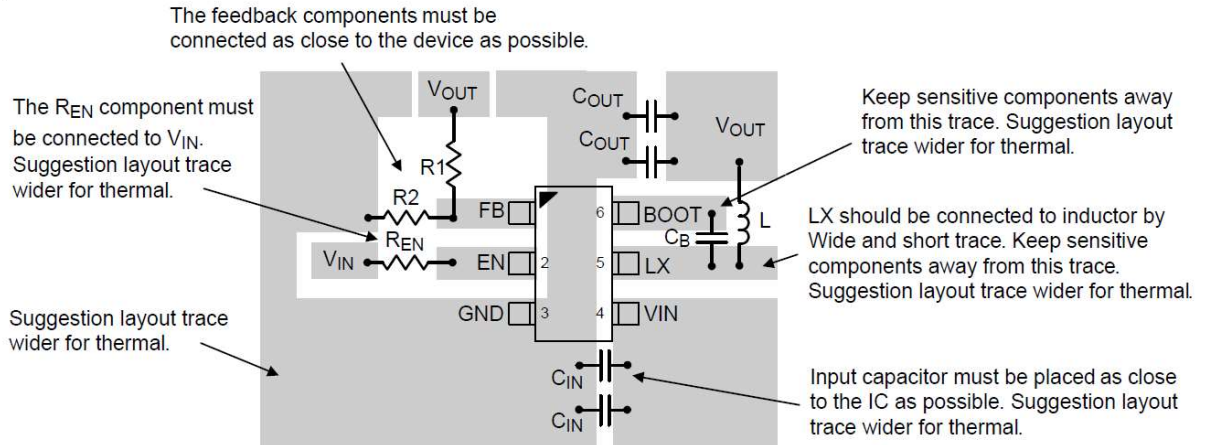 The feedback components must be
connected as close to the device as possible.
The REN component must
be connected to VIN.
Suggestion layout trace
wider for thermal.
VOUT
COUT
COUT
VOUT
Keep sensitive components away
from this trace. Suggestion layout
trace wider for thermal.
R1
R2
FB
6
BOOT
CB
L
REN
VIN
EN
2
5
LX
LX should be connected to inductor by
Wide and short trace. Keep sensitive
components away from this trace.
Suggestion layout trace wider for thermal.
GND
3
4
VIN
Suggestion layout trace
wider for thermal.
CIN
CIN
Input capacitor must be placed as close
to the IC as possible. Suggestion layout
trace wider for thermal.